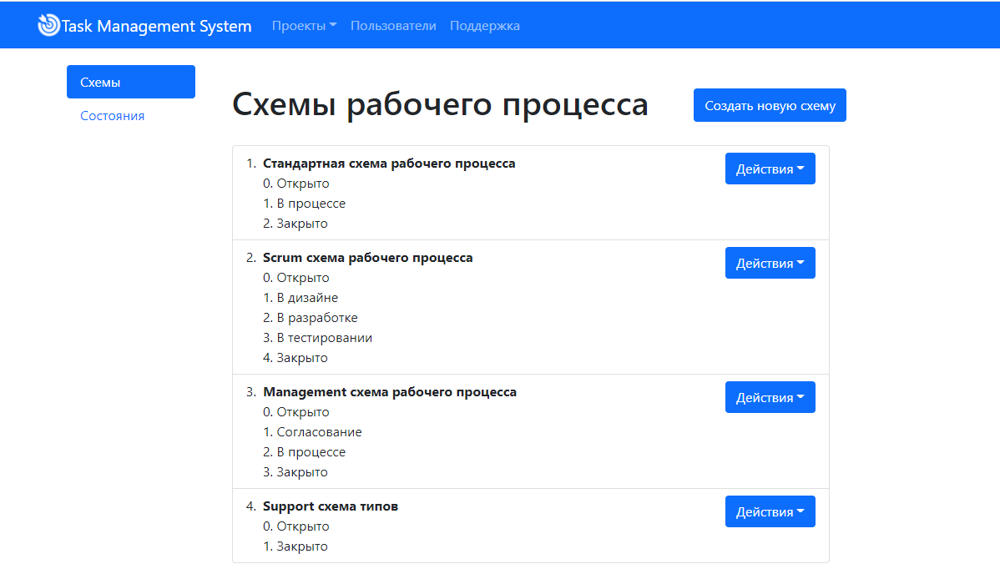 Task Management System Проекты Пользователи Поддержка
Схемы
Состояния
Схемы рабочего процесса
Создать новую схему
1. Стандартная схема рабочего процесса
Действия
0. Открыто
1. В процессе
2. Закрыто
2. Scrum схема рабочего процесса
Действия
0. Открыто
1. В дизайне
2. В разработке
3. В тестировании
4. Закрыто
3. Management схема рабочего процесса
Действия
0. Открыто
1. Согласование
2. В процессе
3. Закрыто
4. Support схема типов
Действия
0. Открыто
1. Закрыто